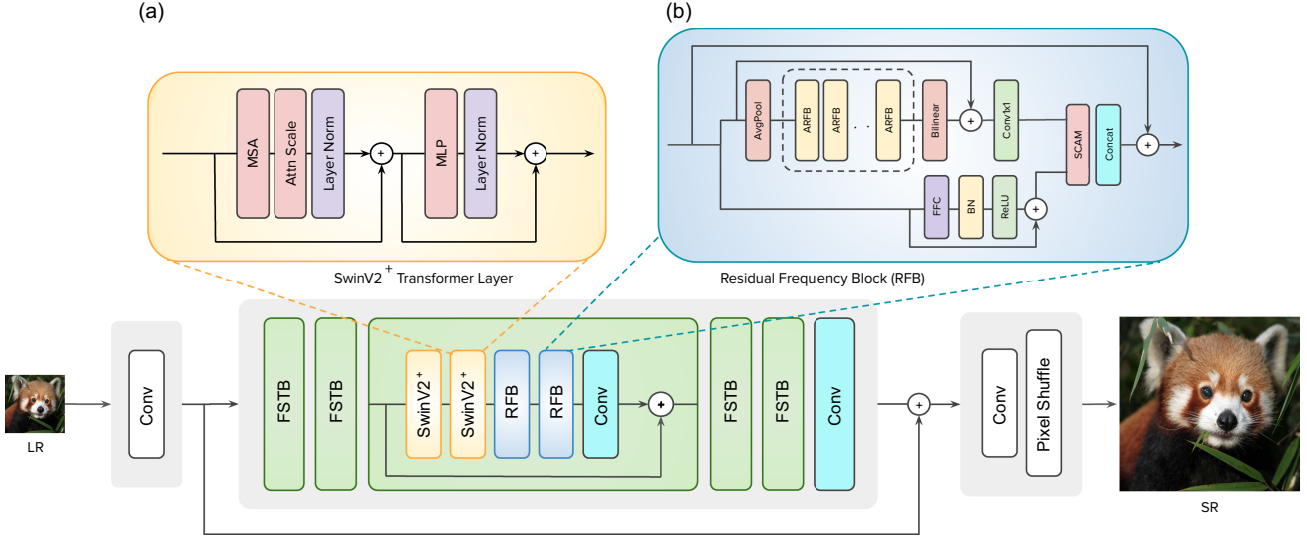 (a)
(b)
MSA
Attn Scale
Layer Norm
+
MLP
Layer Norm
+
SwinV2+ Transformer Layer
AvgPool
ARFB
ARFB
. .
ARFB
Bilinear
+
Conv1x1
SCAM
Concat
+
FFC
BN
ReLU
+
Residual Frequency Block (RFB)
LR
Conv
FSTB
FSTB
SwinV2+
SwinV2+
RFB
RFB
Conv
+
FSTB
FSTB
Conv
+
Conv
Pixel Shuffle
SR